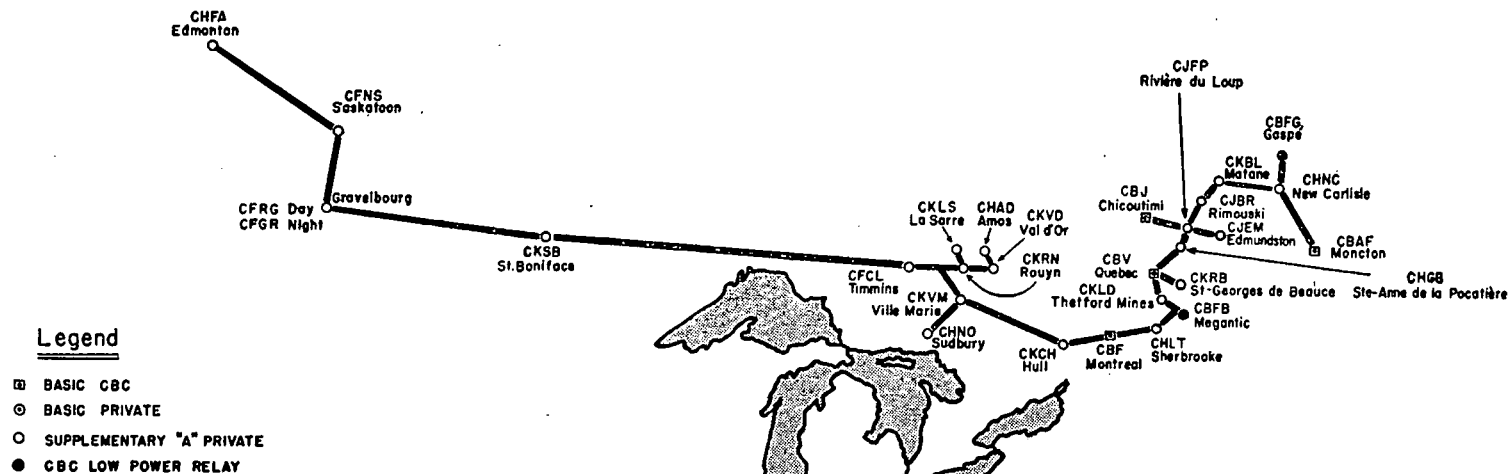 CHFA
Edmonton
CFNS
Saskatoon
Gravelbourg
CFRG Day
CFGR Night
CKSB
St. Boniface
CFCL
Timmins
CKLS
La Sarre
CHAD
Amos
CKVD
Val d'Or
CKRN
Rouyn
CKVM
Ville Marie
CHNO
Sudbury
CKCH
Hull
CBF
Montreal
CHLT
Sherbrooke
CBFB
Megantic
CKLD
Thetford Mines
CKRB
St-Georges de Beauce
CBV
Quebec
CHGB
Ste-Anne de la Pocatière
CJFP
Rivière du Loup
CBJ
Chicoutimi
CJEM
Edmundston
CJBR
Rimouski
CKBL
Matane
CBFG
Gaspé
CHNC
New Carlisle
CBAF
Moncton
Legend
BASIC CBC
BASIC PRIVATE
SUPPLEMENTARY "A" PRIVATE
CBC LOW POWER RELAY